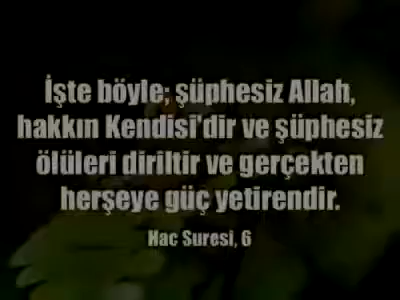 İşte böyle; şüphesiz Allah,
hakkın Kendisi'dir ve şüphesiz
ölüleri diriltir ve gerçekten
herşeye güç yetirendir.
Hac Suresi, 6